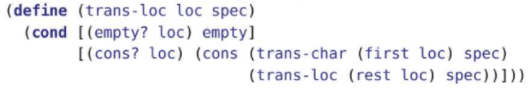 (define (trans-loc loc spec)
  (cond [(empty? loc) empty]
        [(cons? loc) (cons (trans-char (first loc) spec)
                           (trans-loc (rest loc) spec))]))